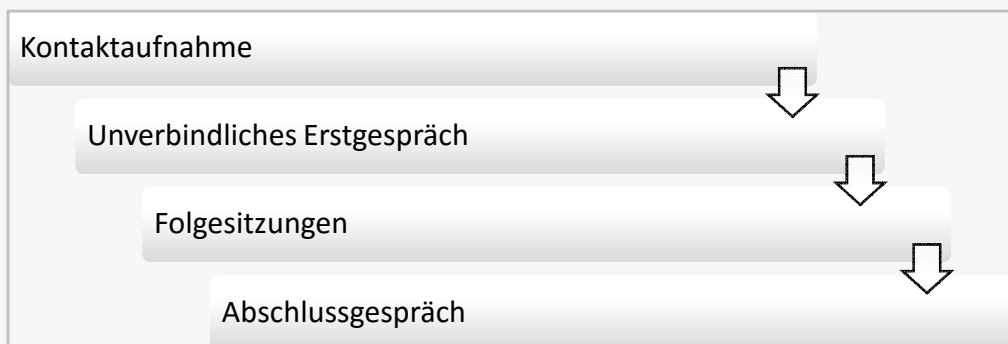 Kontaktaufnahme
Unverbindliches Erstgespräch
Folgesitzungen
Abschlussgespräch